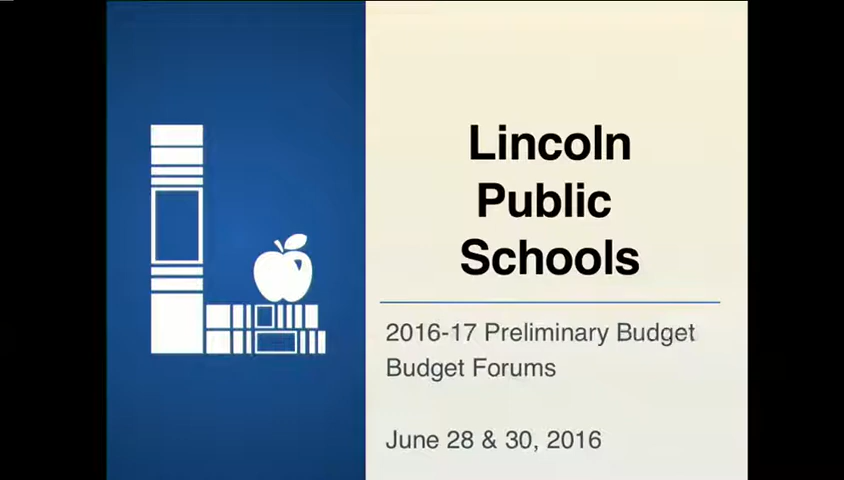 Lincoln
Public
Schools
2016-17 Preliminary Budget
Budget Forums
June 28 & 30, 2016